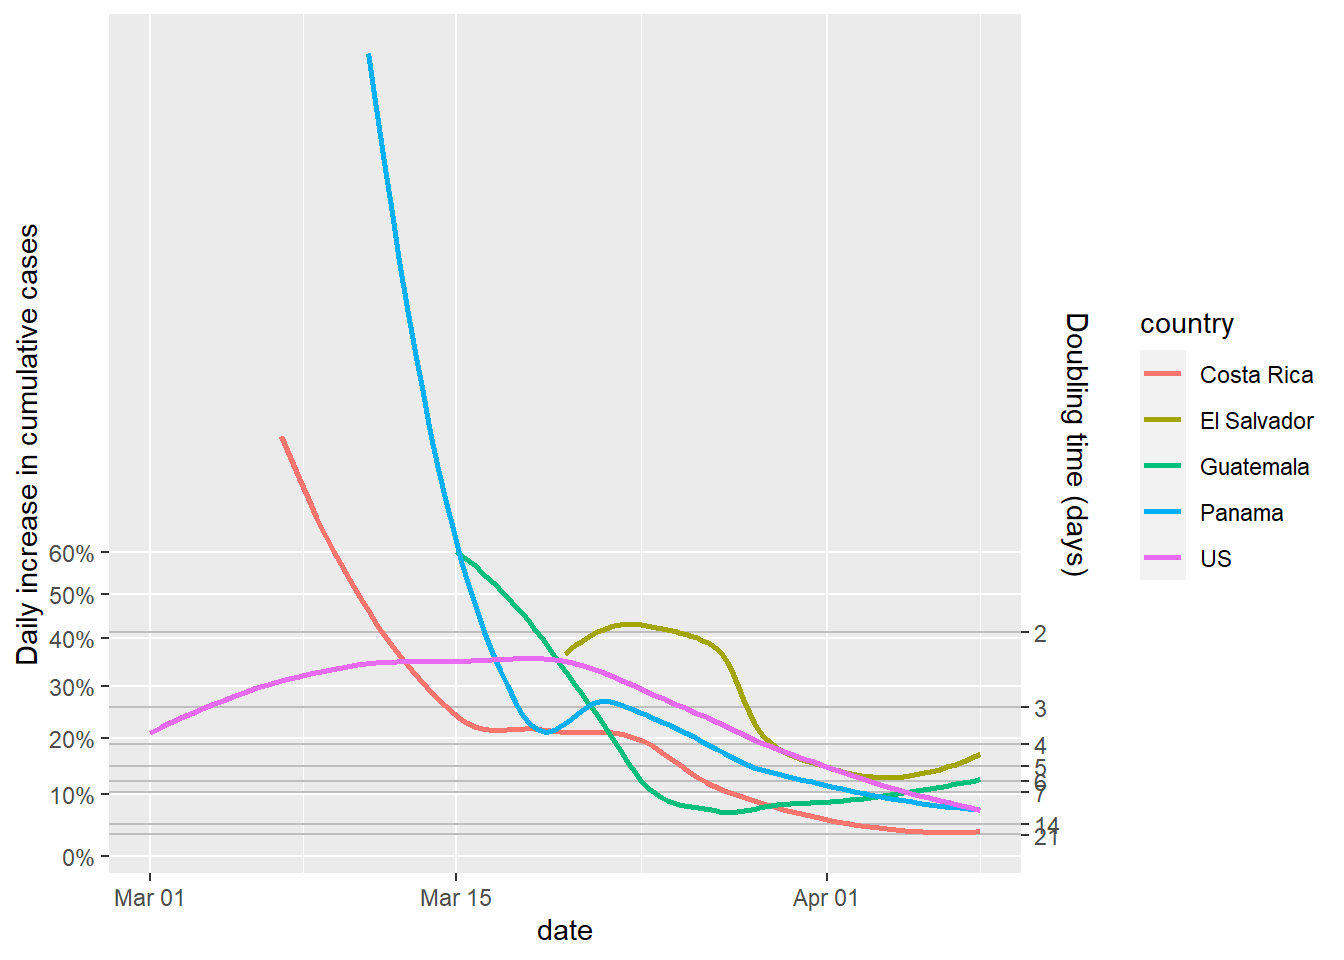 Daily increase in cumulative cases
60%
50%
40%
30%
20%
10%
0%
Mar 01
Mar 15
Apr 01
date
2
3
4
5
6
7
14
21
Doubling time (days)
country
Costa Rica
El Salvador
Guatemala
Panama
US